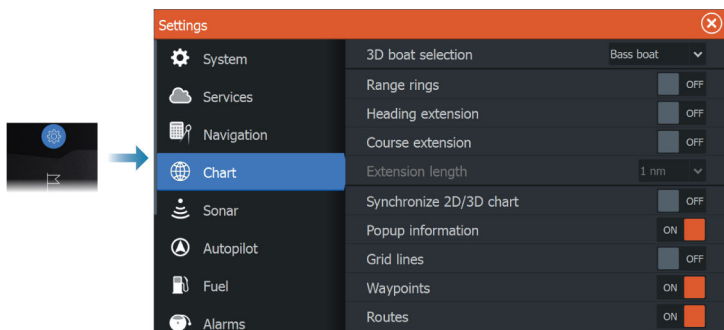 Settings
System
Services
Navigation
Chart
Sonar
Autopilot
Fuel
Alarms
3D boat selection Bass boat
Range rings OFF
Heading extension OFF
Course extension OFF
Extension length 1 nm
Synchronize 2D/3D chart OFF
Popup information ON
Grid lines OFF
Waypoints ON
Routes ON